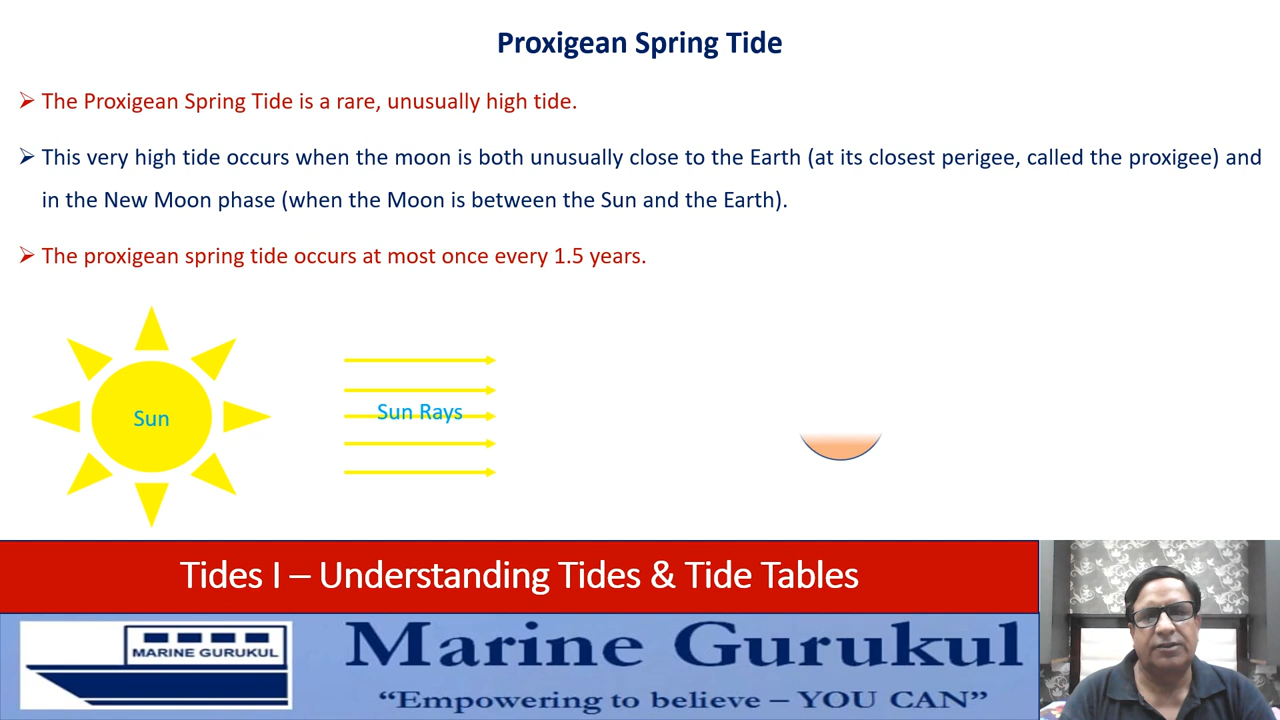 Proxigean Spring Tide
The Proxigean Spring Tide is a rare, unusually high tide.
This very high tide occurs when the moon is both unusually close to the Earth (at its closest perigee, called the proxigee) and
in the New Moon phase (when the Moon is between the Sun and the Earth).
The proxigean spring tide occurs at most once every 1.5 years.
Sun
Sun Rays
Tides I – Understanding Tides & Tide Tables
MARINE GURUKUL
Marine Gurukul
“Empowering to believe – YOU CAN”